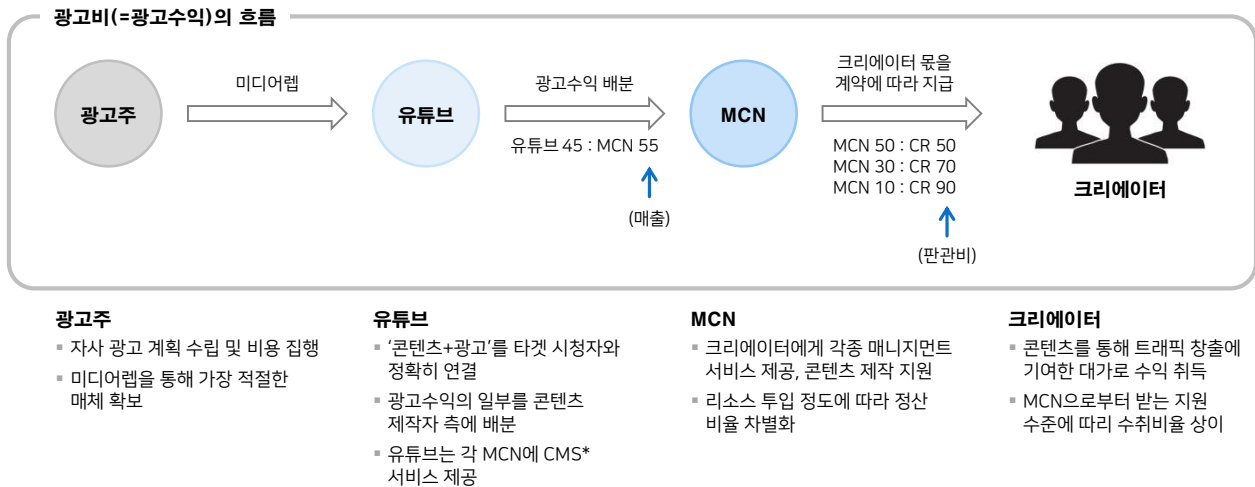 광고비(=광고수익)의 흐름
광고주
미디어렙
유튜브
광고수익 배분
유튜브 45 : MCN 55
(매출)
MCN
크리에이터 몫을
계약에 따라 지급
MCN 50 : CR 50
MCN 30 : CR 70
MCN 10 : CR 90
(판관비)
크리에이터
광고주
▪ 자사 광고 계획 수립 및 비용 집행
▪ 미디어렙을 통해 가장 적절한
매체 확보
유튜브
▪ ‘콘텐츠+광고’를 타겟 시청자와
정확히 연결
▪ 광고수익의 일부를 콘텐츠
제작자 측에 배분
▪ 유튜브는 각 MCN에 CMS*
서비스 제공
MCN
▪ 크리에이터에게 각종 매니지먼트
서비스 제공, 콘텐츠 제작 지원
▪ 리소스 투입 정도에 따라 정산
비율 차별화
크리에이터
▪ 콘텐츠를 통해 트래픽 창출에
기여한 대가로 수익 취득
▪ MCN으로부터 받는 지원
수준에 따리 수취비율 상이